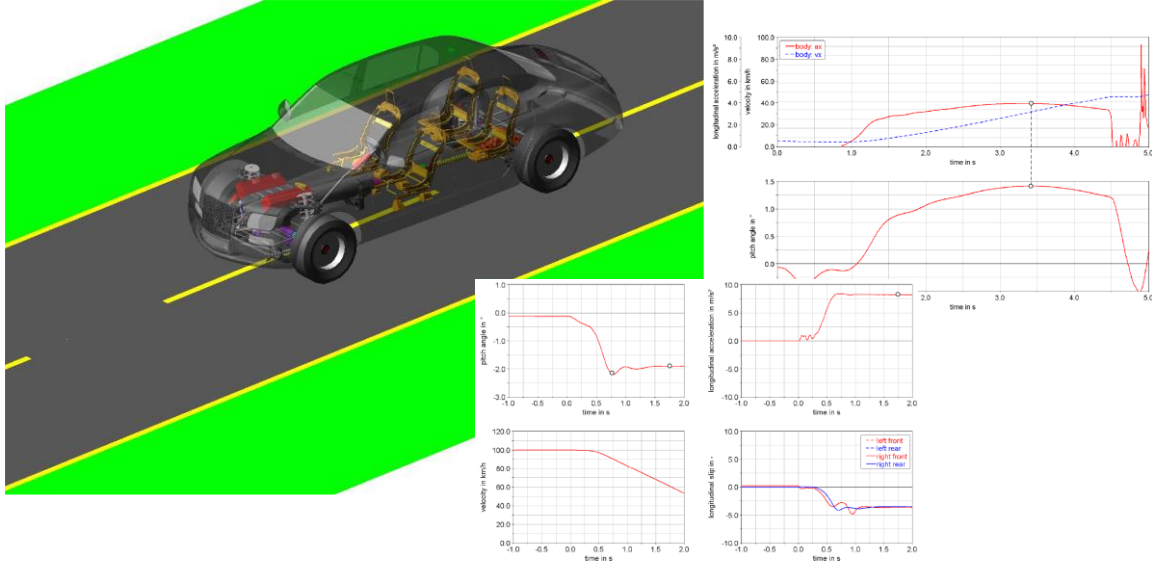 longitudinal acceleration in m/s²
velocity in km/h
10.0 100.0
8.0 80.0
6.0 60.0
4.0 40.0
2.0 20.0
0.0 0.0
body: ax
body: vx
0.0 1.0 2.0 3.0 4.0 5.0
time in s
pitch angle in °
1.5
1.0
0.5
0.0
2.0 3.0 4.0 5.0
time in s
pitch angle in °
1.0
0.0
-1.0
-2.0
-3.0
-1.0 -0.5 0.0 0.5 1.0 1.5 2.0
time in s
longitudinal acceleration in m/s²
10.0
5.0
0.0
-5.0
-10.0
-1.0 -0.5 0.0 0.5 1.0 1.5 2.0
time in s
velocity in km/h
120.0
100.0
80.0
60.0
40.0
20.0
0.0
-1.0 -0.5 0.0 0.5 1.0 1.5 2.0
time in s
longitudinal slip in -
10.0
5.0
0.0
-5.0
-10.0
left front
left rear
right front
right rear
-1.0 -0.5 0.0 0.5 1.0 1.5 2.0
time in s